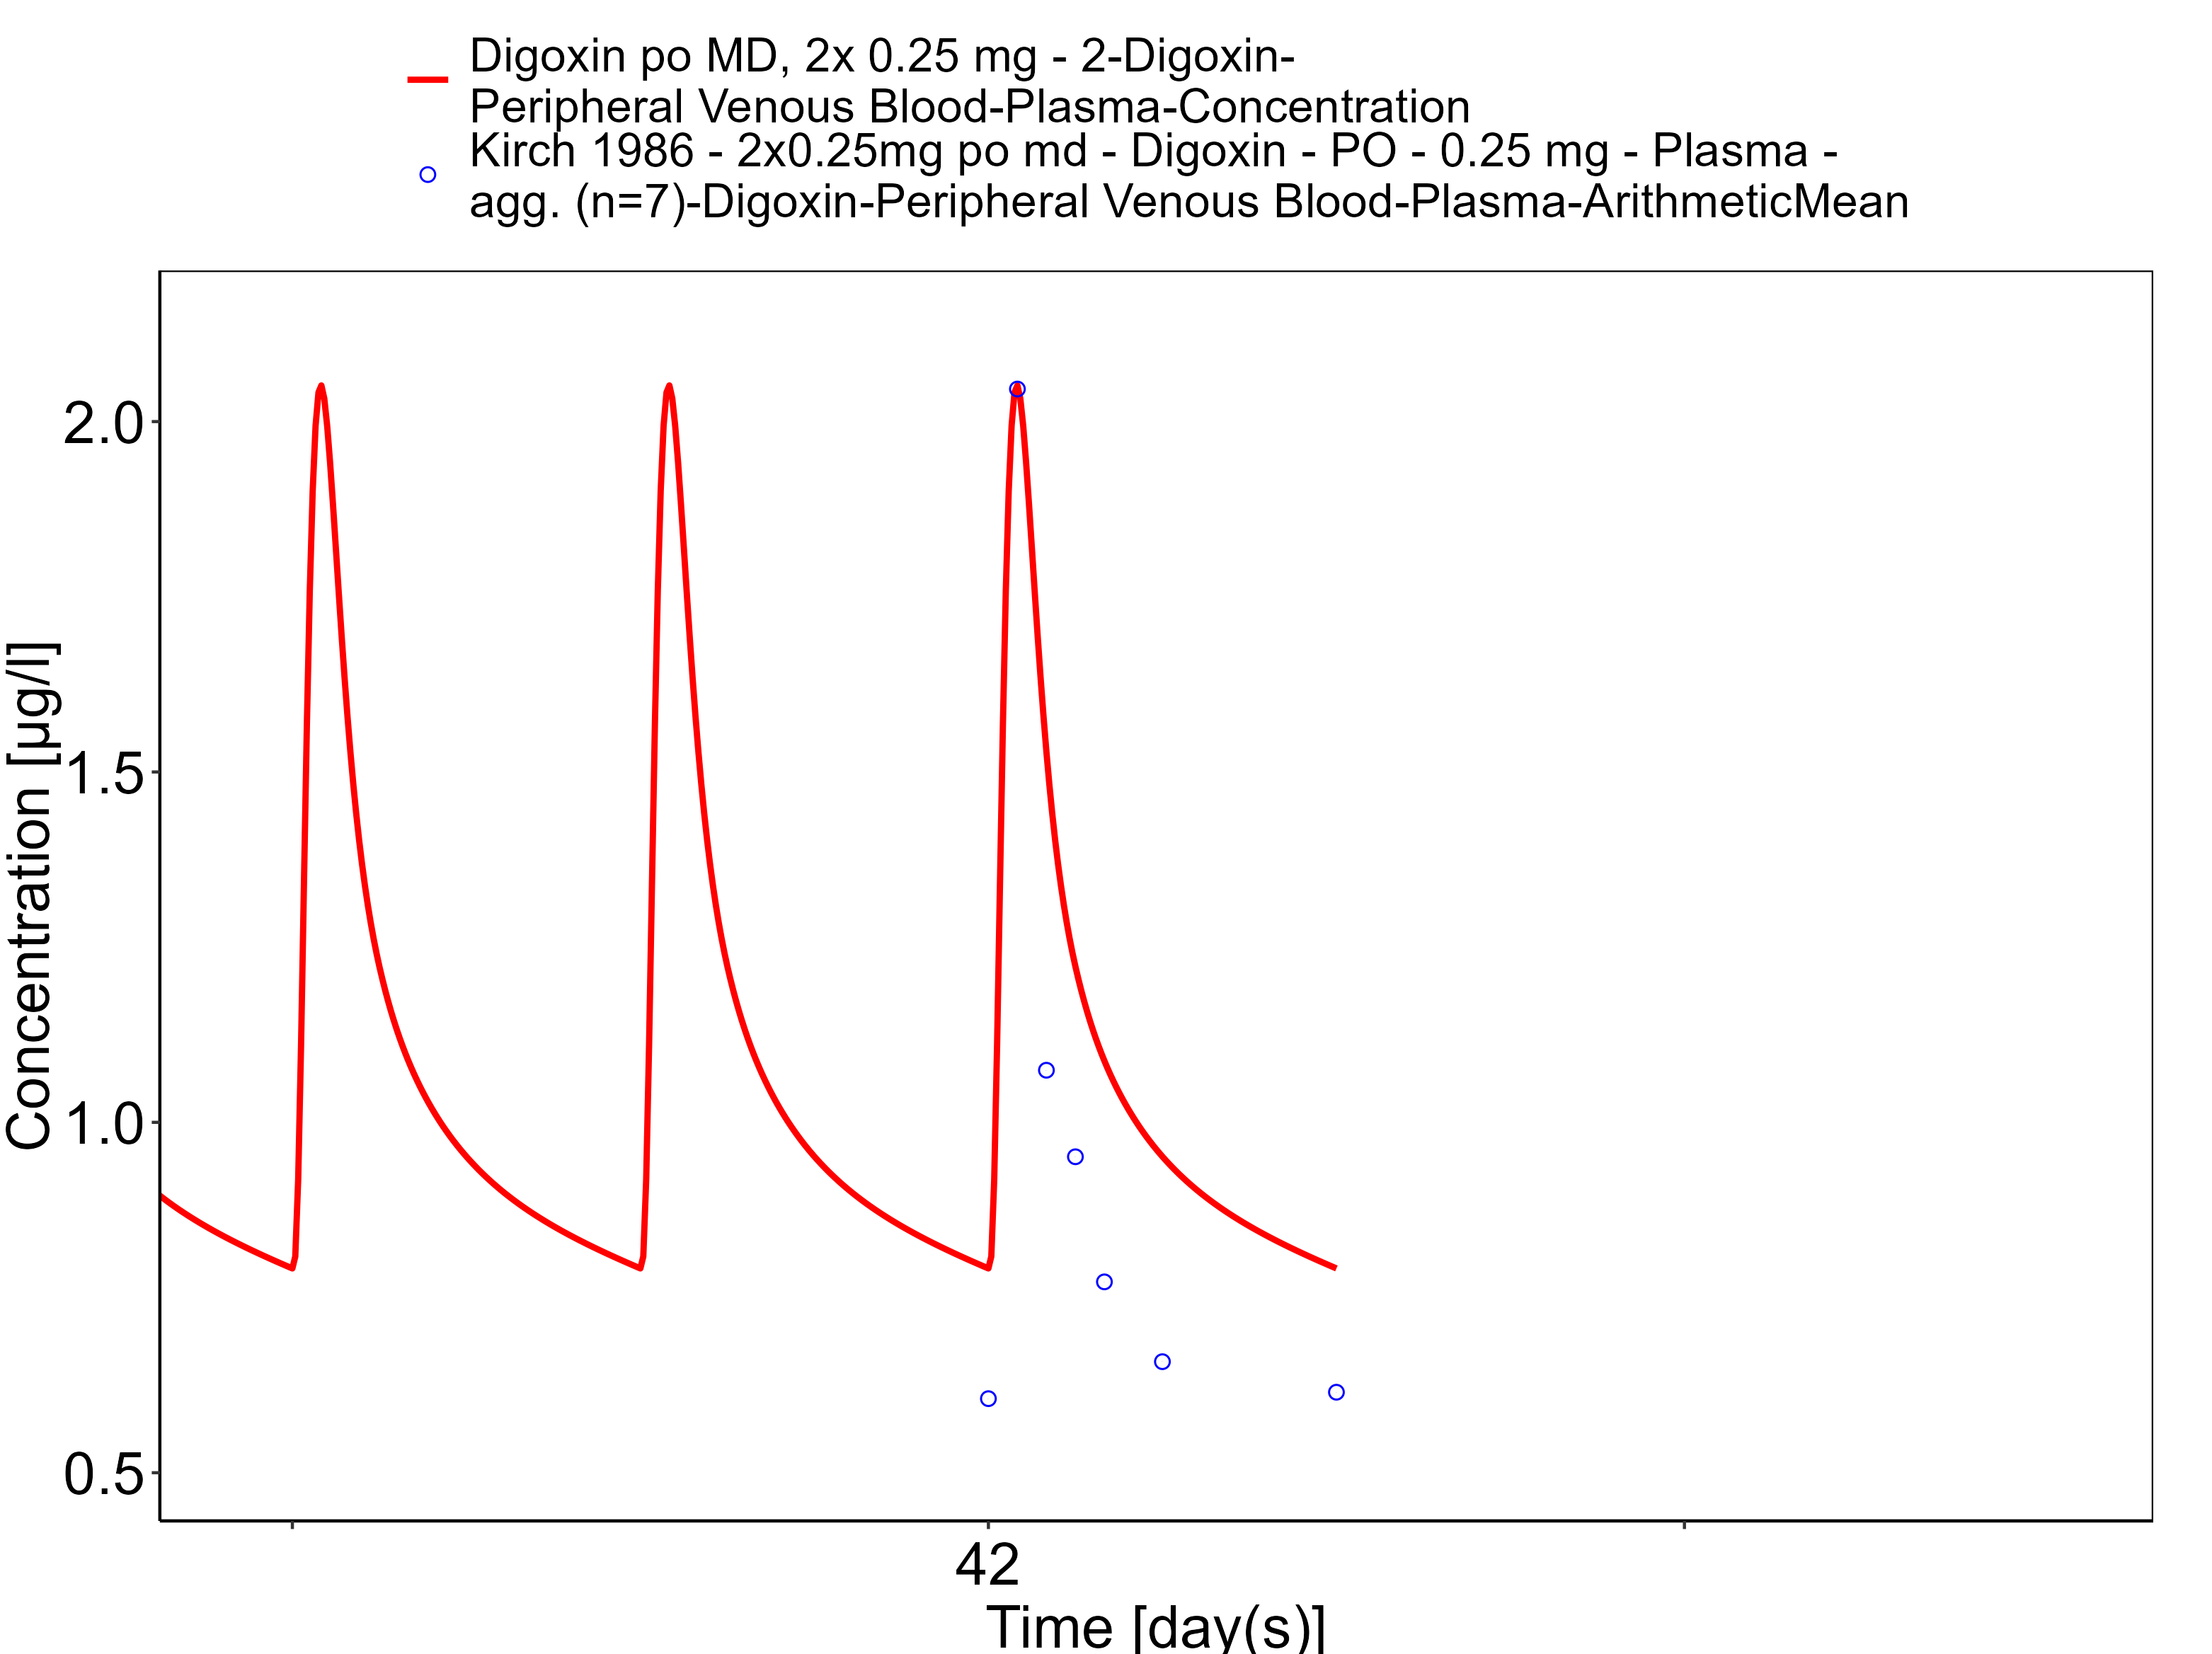 Digoxin po MD, 2x 0.25 mg - 2-Digoxin-
Peripheral Venous Blood-Plasma-Concentration
Kirch 1986 - 2x0.25mg po md - Digoxin - PO - 0.25 mg - Plasma -
agg. (n=7)-Digoxin-Peripheral Venous Blood-Plasma-ArithmeticMean
Concentration [µg/l]
2.0
1.5
1.0
0.5
42
Time [day(s)]